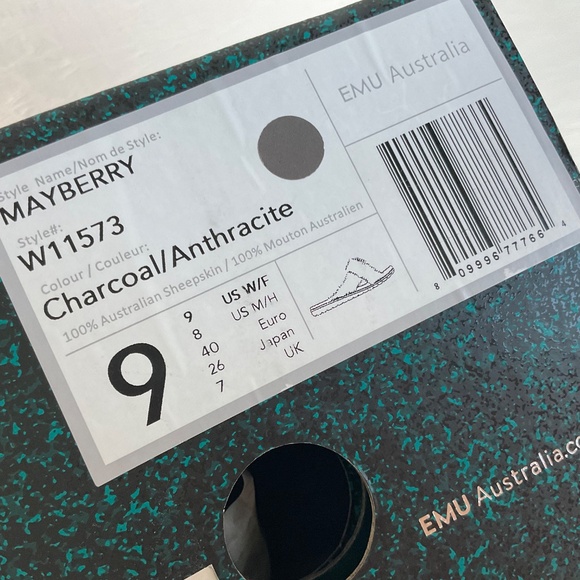 Style Name/Nom de Style:
MAYBERRY
Style#:
W11573
Colour / Couleur:
Charcoal/Anthracite
100% Australian Sheepskin / 100% Mouton Australien
9
9 US W/F
8 US M/H
40 Euro
26 Japan
7 UK
EMU Australia
8 09996 77766 4
EMU Australia.co